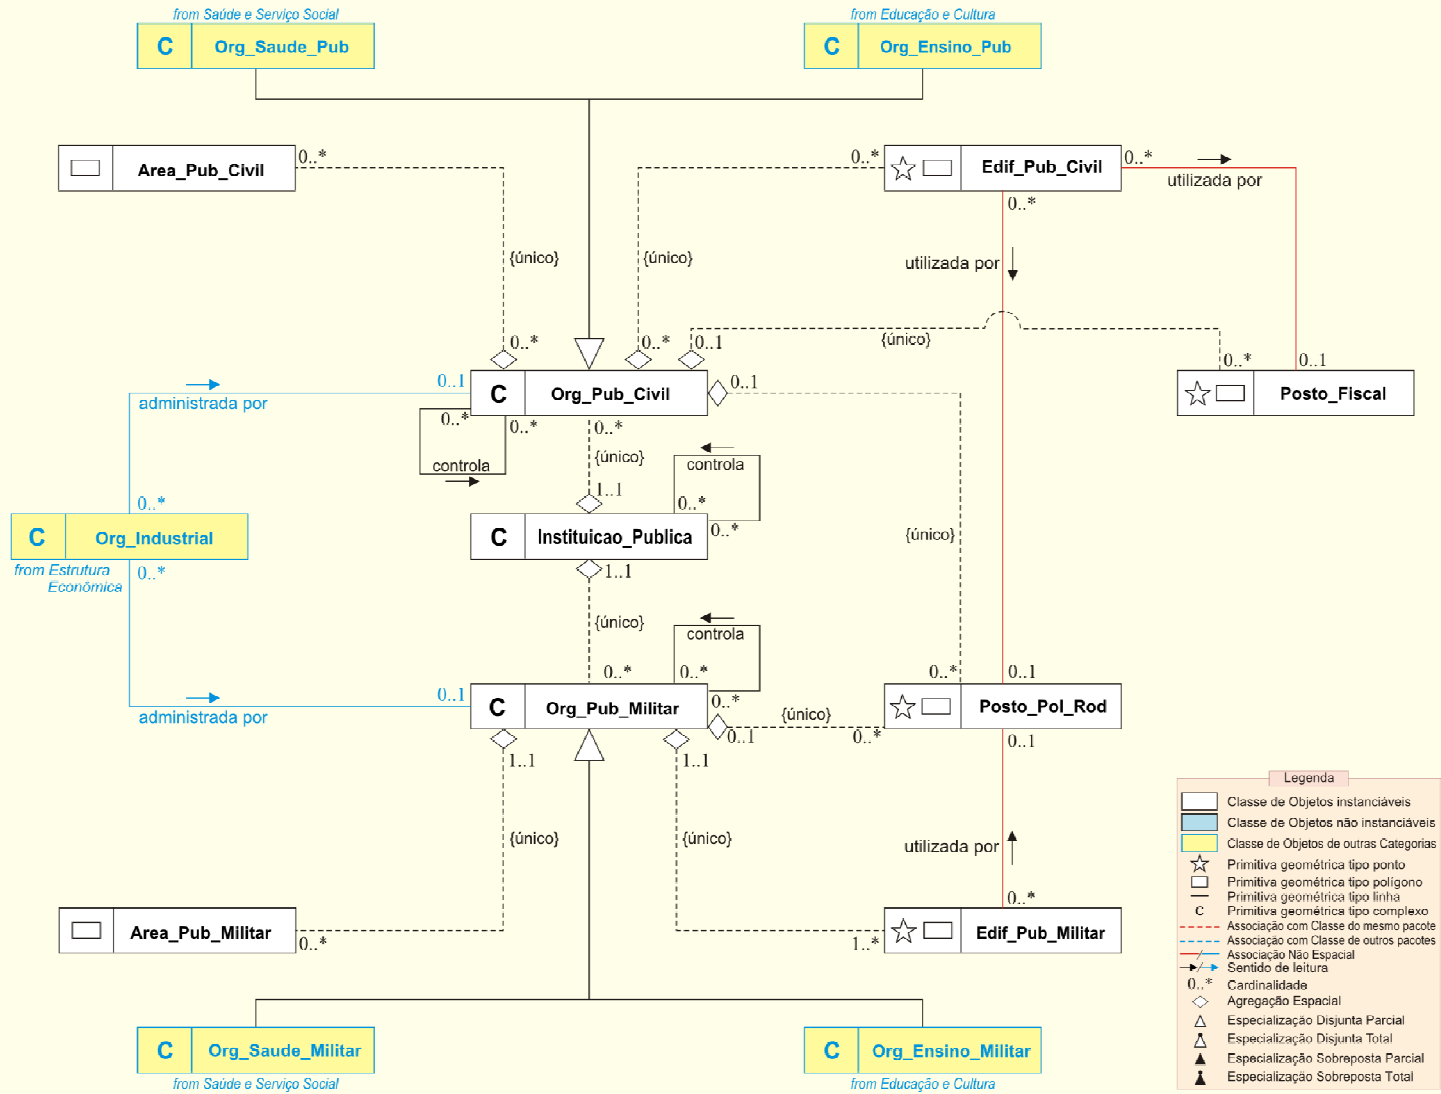 from Saúde e Serviço Social
from Educação e Cultura
C Org_Saude_Pub
C Org_Ensino_Pub
Area_Pub_Civil
0..*
0..*
Edif_Pub_Civil
0..*
utilizada por
0..*
{único}
{único}
utilizada por
{único}
0..*
0..*
0..1
0..*
0..1
0..1
administrada por
C Org_Pub_Civil
0..1
Posto_Fiscal
0..*
0..*
0..*
controla
{único}
controla
1..1
0..*
0..*
C Org_Industrial
C Instituicao_Publica
0..*
{único}
from Estrutura
Econômica
0..*
1..1
{único}
controla
0..*
0..*
0..*
0..1
0..1
administrada por
C Org_Pub_Militar
0..*
{único}
Posto_Pol_Rod
0..1
0..*
0..1
1..1
1..1
{único}
{único}
utilizada por
0..*
Area_Pub_Militar
0..*
1..*
Edif_Pub_Militar
C Org_Saude_Militar
C Org_Ensino_Militar
from Saúde e Serviço Social
from Educação e Cultura
Legenda
Classe de Objetos instanciáveis
Classe de Objetos não instanciáveis
Classe de Objetos de outras Categorias
Primitiva geométrica tipo ponto
Primitiva geométrica tipo polígono
Primitiva geométrica tipo linha
C Primitiva geométrica tipo complexo
Associação com Classe do mesmo pacote
Associação com Classe de outros pacotes
Associação Não Espacial
Sentido de leitura
0..* Cardinalidade
Agregação Espacial
Especialização Disjunta Parcial
Especialização Disjunta Total
Especialização Sobreposta Parcial
Especialização Sobreposta Total